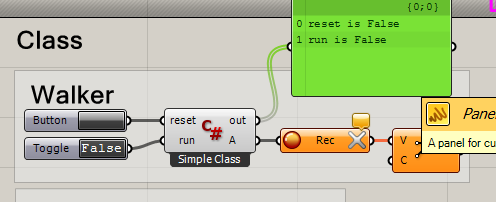 Class
{0;0}
0 reset is False
1 run is False
Walker
Button
Toggle False
reset out
run A
C#
Simple Class
Rec
V
C
Pane
A panel for cu